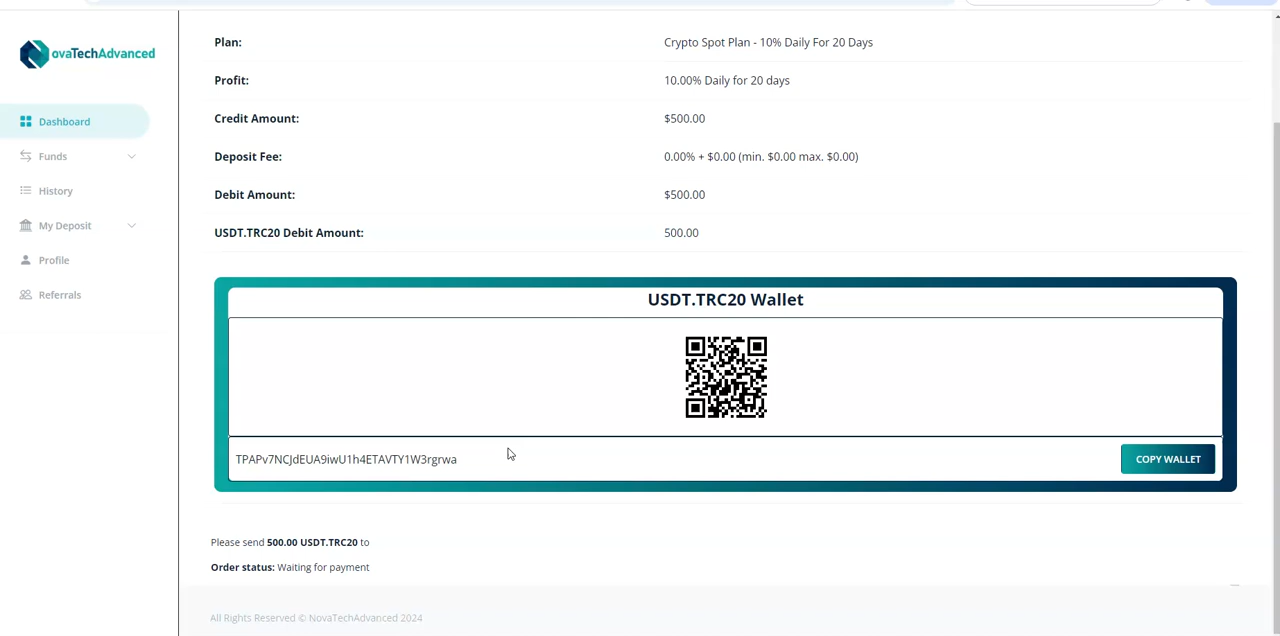 ovaTechAdvanced
Dashboard
Funds
History
My Deposit
Profile
Referrals
Plan: Crypto Spot Plan - 10% Daily For 20 Days
Profit: 10.00% Daily for 20 days
Credit Amount: $500.00
Deposit Fee: 0.00% + $0.00 (min. $0.00 max. $0.00)
Debit Amount: $500.00
USDT.TRC20 Debit Amount: 500.00
USDT.TRC20 Wallet
TPAPv7NCJdEUA9iwU1h4ETAVTY1W3rgrwa
COPY WALLET
Please send 500.00 USDT.TRC20 to
Order status: Waiting for payment
All Rights Reserved © NovaTechAdvanced 2024